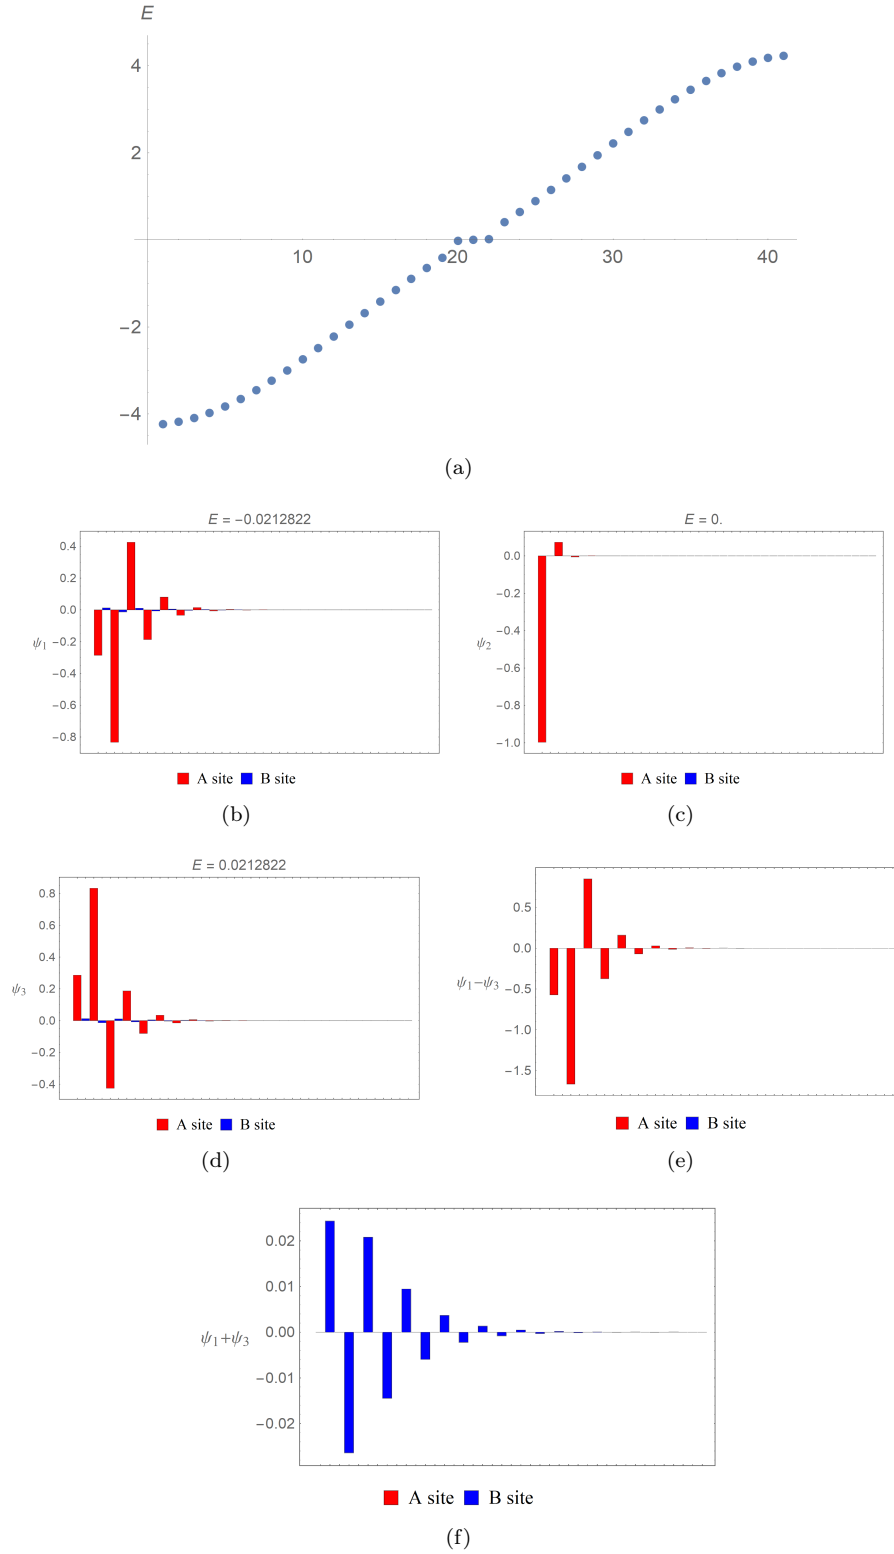 E
4
2
10 20 30 40
−2
−4
(a)
E = −0.0212822
0.4
0.2
0.0
−0.2
−0.4
−0.6
−0.8
ψ1
A site B site
(b)
E = 0.
0.0
−0.2
−0.4
−0.6
−0.8
−1.0
ψ2
A site B site
(c)
E = 0.0212822
0.8
0.6
0.4
0.2
0.0
−0.2
−0.4
ψ3
A site B site
(d)
0.5
0.0
−0.5
−1.0
−1.5
ψ1−ψ3
A site B site
(e)
0.02
0.01
0.00
−0.01
−0.02
ψ1+ψ3
A site B site
(f)